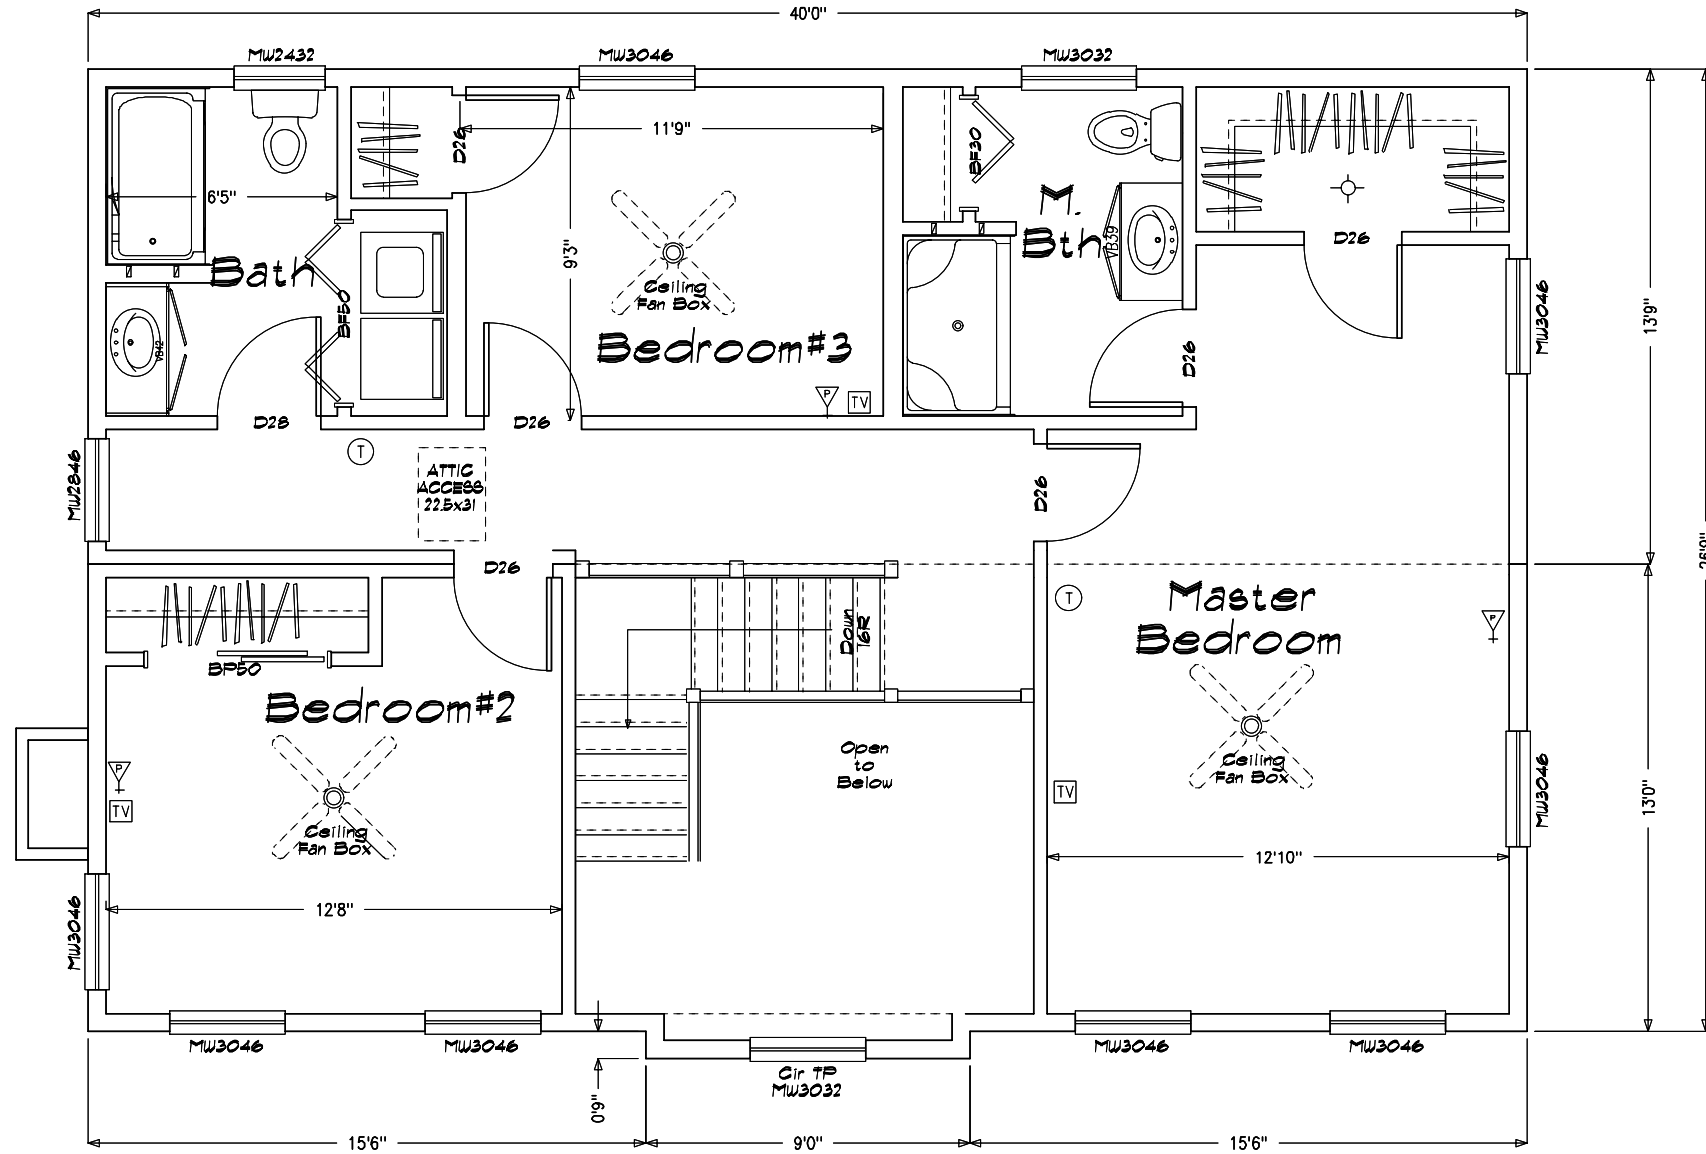 40'0"
MW2432
MW3046
MW3032
D26
11'9"
BF30
6'5"
M.
Bth
VB39
D26
9'3"
Bath
Ceiling
Fan Box
BF50
VB42
Bedroom#3
P
TV
D26
MW3046
13'9"
D28
D26
T
ATTIC
ACCESS
22.5x31
MW2846
D26
D26
26'9"
T
Master
Bedroom
P
Down
16R
BP50
Bedroom#2
Open
to
Below
Ceiling
Fan Box
P
TV
TV
MW3046
13'0"
Ceiling
Fan Box
12'10"
12'8"
MW3046
MW3046
MW3046
MW3046
MW3046
Cir TP
MW3032
0'9"
15'6"
9'0"
15'6"